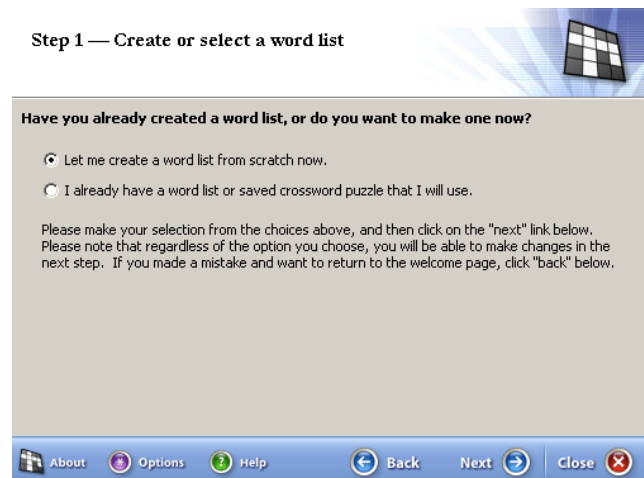 Step 1 — Create or select a word list
Have you already created a word list, or do you want to make one now?
Let me create a word list from scratch now.
I already have a word list or saved crossword puzzle that I will use.
Please make your selection from the choices above, and then click on the "next" link below.
Please note that regardless of the option you choose, you will be able to make changes in the
next step.  If you made a mistake and want to return to the welcome page, click "back" below.
About Options Help Back Next Close